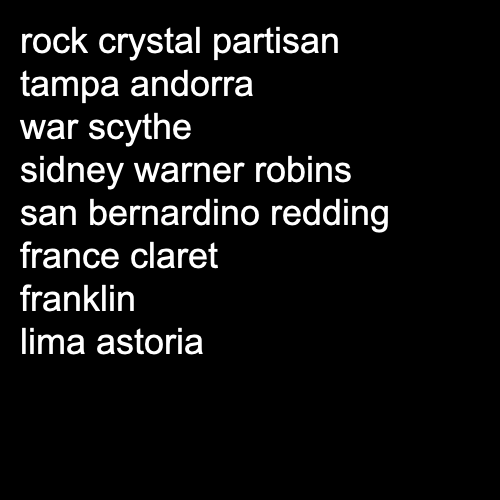 rock crystal partisan
tampa andorra
war scythe
sidney warner robins
san bernardino redding
france claret
franklin
lima astoria